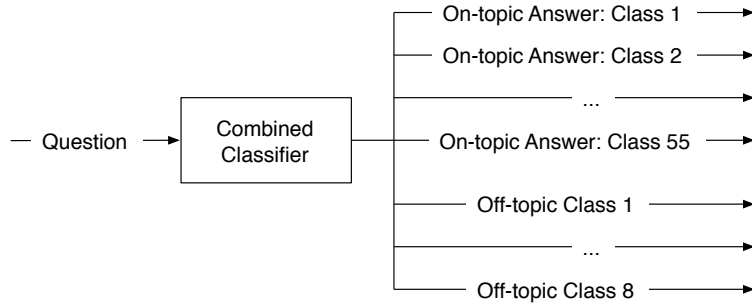 On-topic Answer: Class 1
On-topic Answer: Class 2
...
Question
Combined
Classifier
On-topic Answer: Class 55
Off-topic Class 1
...
Off-topic Class 8